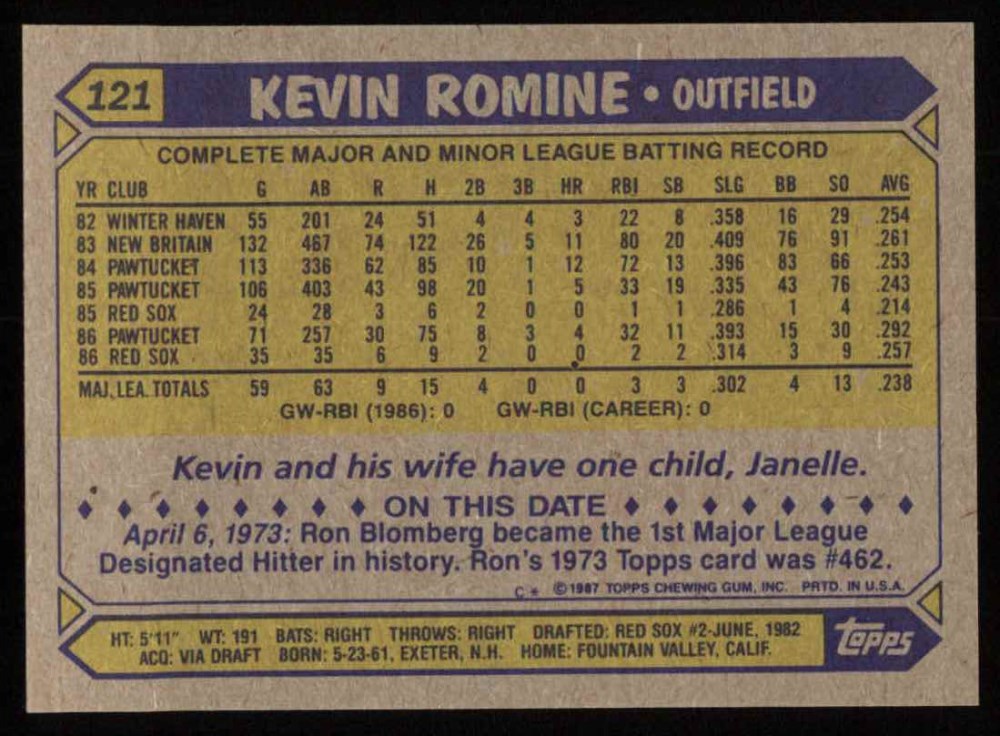 121 KEVIN ROMINE • OUTFIELD
COMPLETE MAJOR AND MINOR LEAGUE BATTING RECORD
YR CLUB G AB R H 2B 3B HR RBI SB SLG BB SO AVG
82 WINTER HAVEN 55 201 24 51 4 4 3 22 8 .358 16 29 .254
83 NEW BRITAIN 132 467 74 122 26 5 11 80 20 .409 76 91 .261
84 PAWTUCKET 113 336 62 85 10 1 12 72 13 .396 83 66 .253
85 PAWTUCKET 106 403 43 98 20 1 5 33 19 .335 43 76 .243
85 RED SOX 24 28 3 6 2 0 0 1 1 .286 1 4 .214
86 PAWTUCKET 71 257 30 75 8 3 4 32 11 .393 15 30 .292
86 RED SOX 35 35 6 9 2 0 0 2 2 .314 3 9 .257
MAJ. LEA. TOTALS 59 63 9 15 4 0 0 3 3 .302 4 13 .238
GW-RBI (1986): 0 GW-RBI (CAREER): 0
Kevin and his wife have one child, Janelle.
ON THIS DATE
April 6, 1973: Ron Blomberg became the 1st Major League
Designated Hitter in history. Ron's 1973 Topps card was #462.
C* ©1987 TOPPS CHEWING GUM, INC. PRTD. IN U.S.A.
HT: 5'11" WT: 191 BATS: RIGHT THROWS: RIGHT DRAFTED: RED SOX #2-JUNE, 1982
ACQ: VIA DRAFT BORN: 5-23-61, EXETER, N.H. HOME: FOUNTAIN VALLEY, CALIF.
Topps